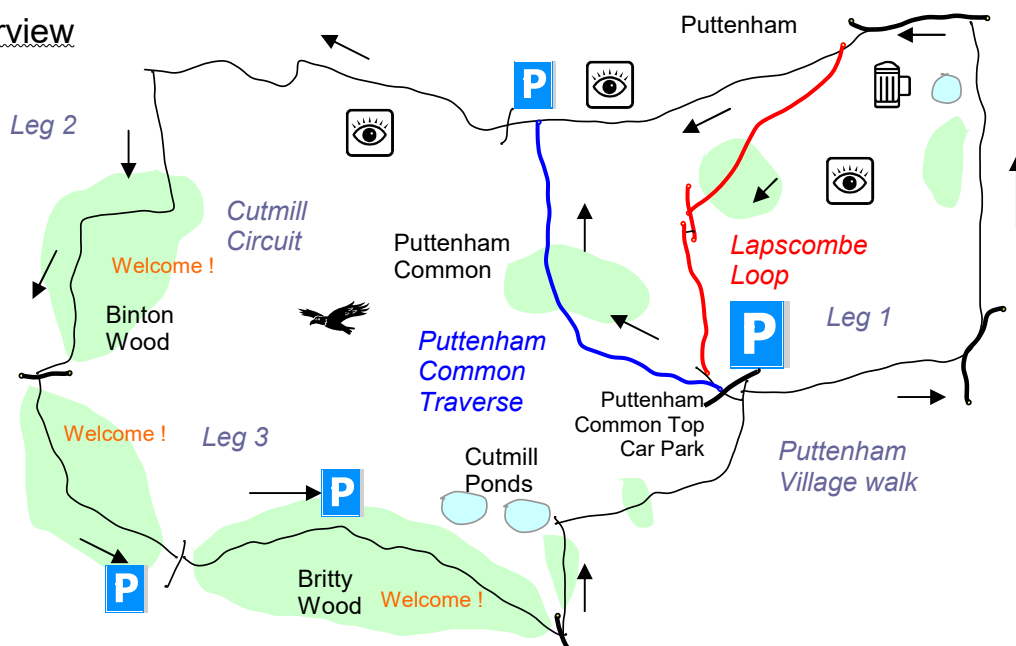 rview
Puttenham
P
Leg 2
Cutmill
Circuit
Puttenham
Common
Welcome !
Lapscombe
Loop
Binton
Wood
P
Leg 1
Puttenham
Common
Traverse
Puttenham
Common Top
Car Park
Welcome !
Leg 3
Cutmill
Ponds
Puttenham
Village walk
P
P
Britty
Wood
Welcome !